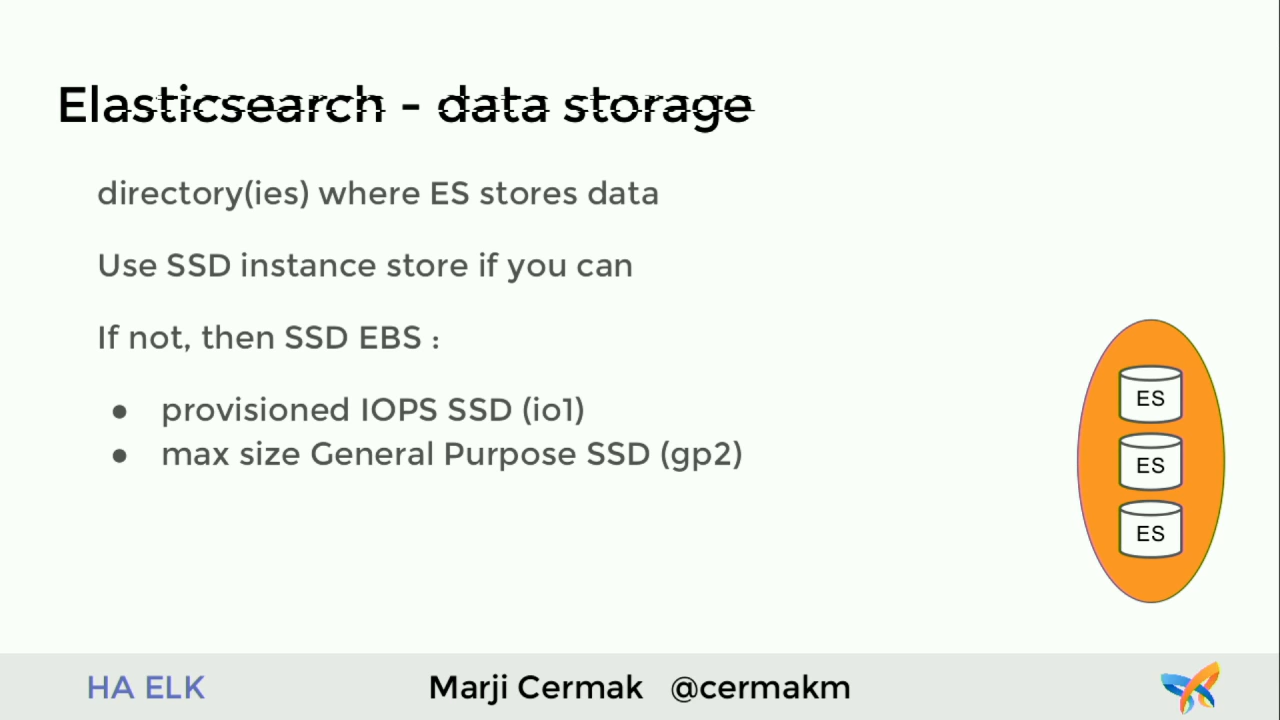 Elasticsearch - data storage
directory(ies) where ES stores data
Use SSD instance store if you can
If not, then SSD EBS :
● provisioned IOPS SSD (io1)
● max size General Purpose SSD (gp2)
ES
ES
ES
HA ELK Marji Cermak @cermakm